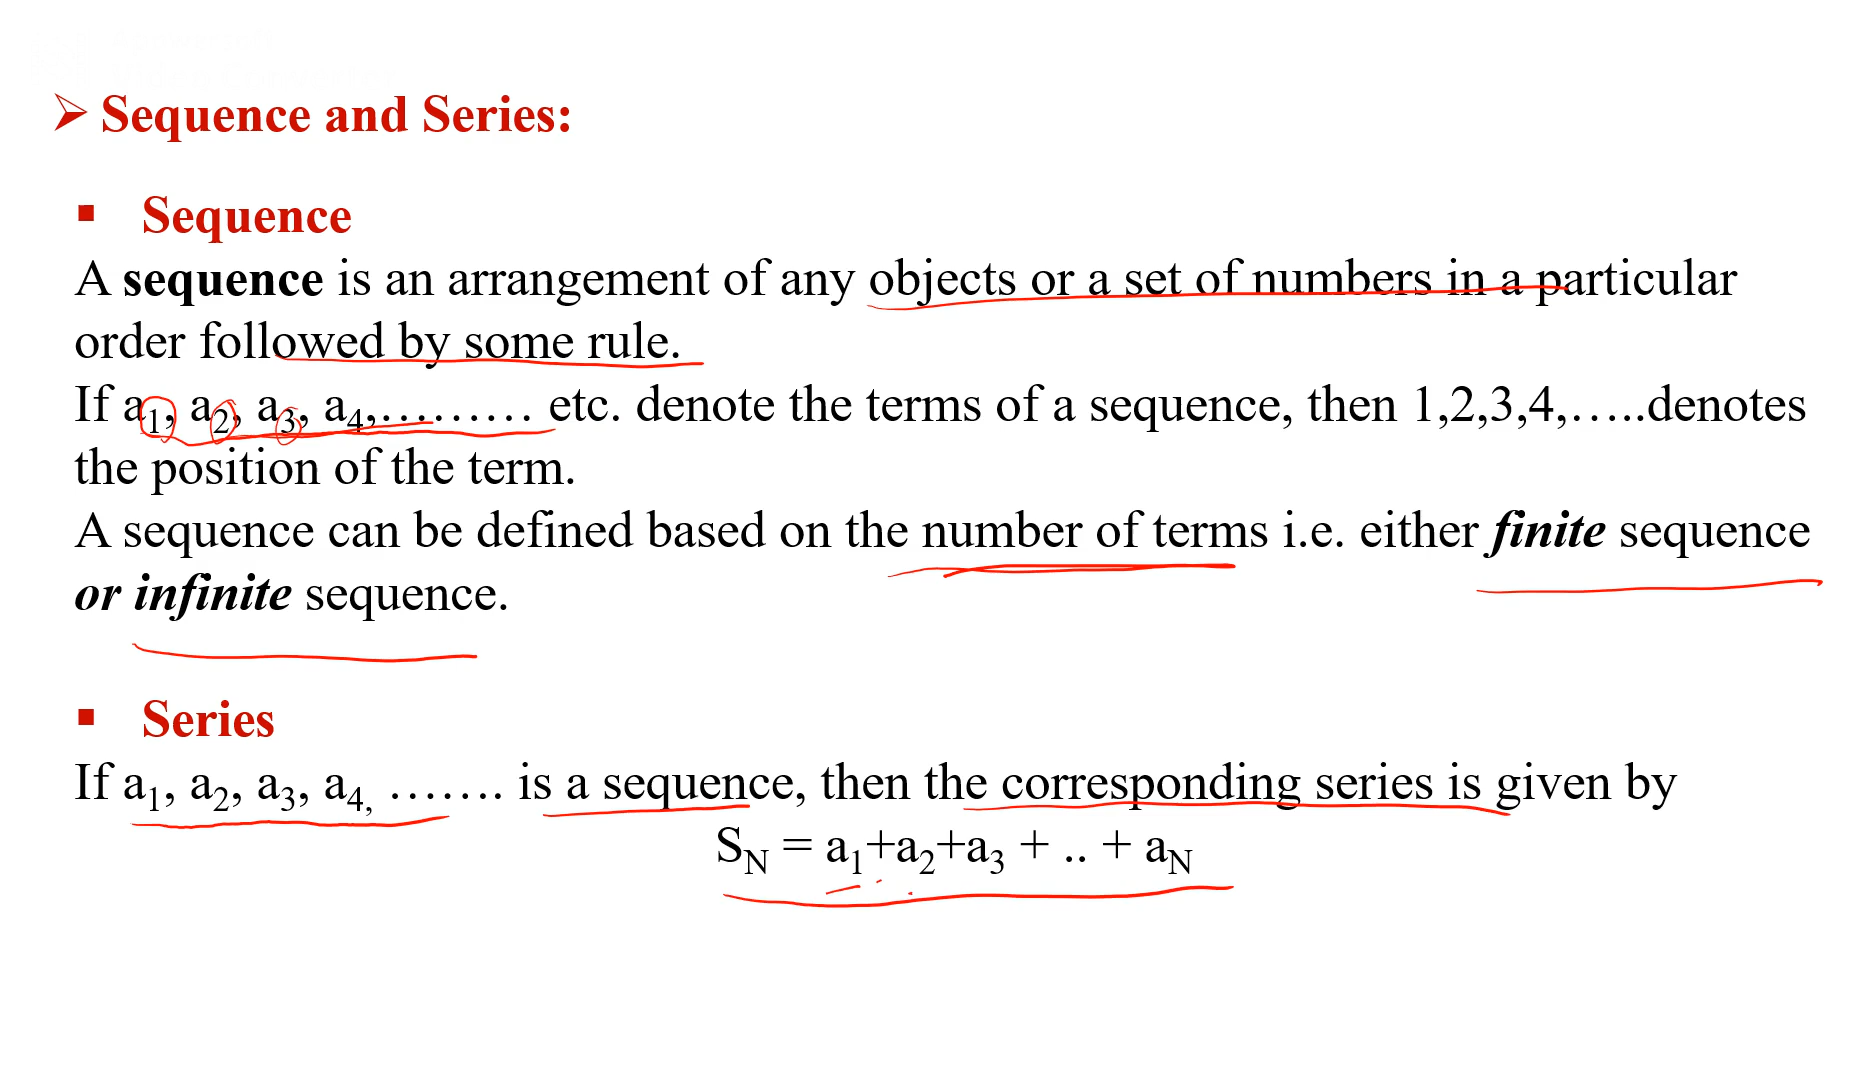 ➢ Sequence and Series:
▪ Sequence
A sequence is an arrangement of any objects or a set of numbers in a particular
order followed by some rule.
If a₁, a₂, a₃, a₄,……… etc. denote the terms of a sequence, then 1,2,3,4,…..denotes
the position of the term.
A sequence can be defined based on the number of terms i.e. either finite sequence
or infinite sequence.
▪ Series
If a₁, a₂, a₃, a₄, ……. is a sequence, then the corresponding series is given by
S_N = a₁+a₂+a₃ + .. + a_N